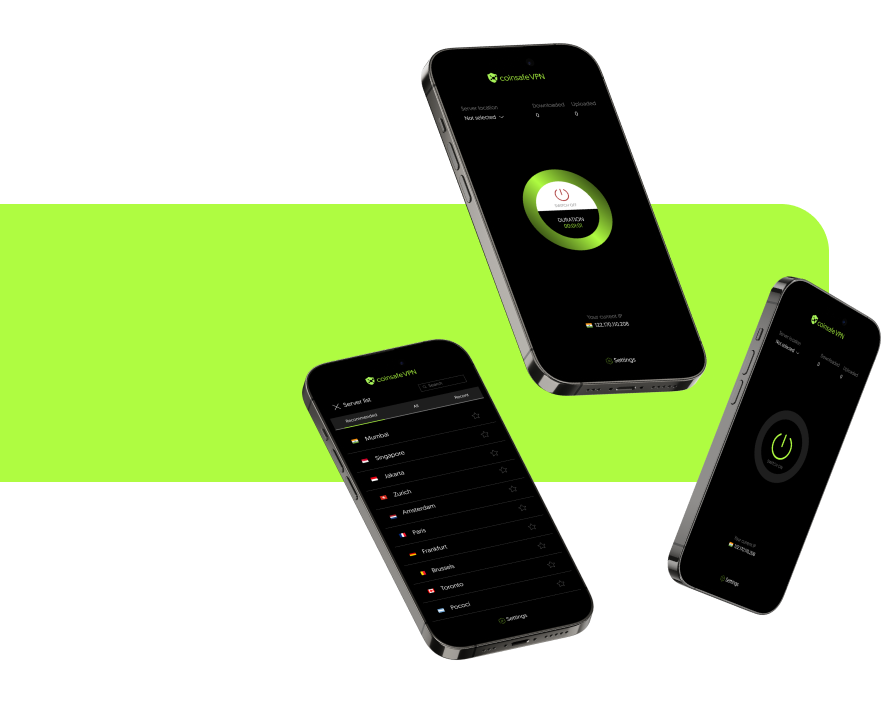 coinsafeVPN
Server location
Downloaded
Uploaded
Not selected
0
0
SWITCH OFF
DURATION
00:01:01
Your current IP
122.170.110.208
Settings
coinsafeVPN
Search
Server list
Recommended
All
Recent
Mumbai
Singapore
Jakarta
Zurich
Amsterdam
Paris
Frankfurt
Brussels
Toronto
Pococi
Settings
coinsafeVPN
Server location
Not selected
Downloaded
Uploaded
0
0
SWITCH ON
Your current IP
122.170.110.208
Settings